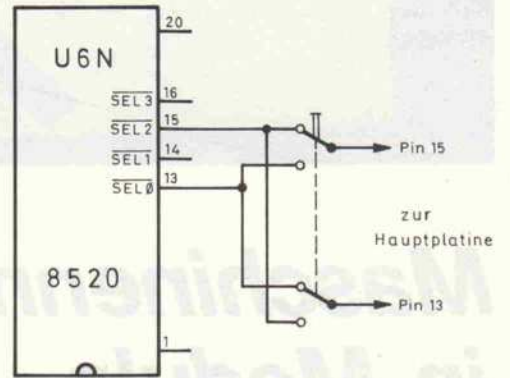 20
U6N
SEL3 16
SEL2 15
Pin 15
SEL1 14
SELØ 13
zur
Hauptplatine
8520
Pin 13
1